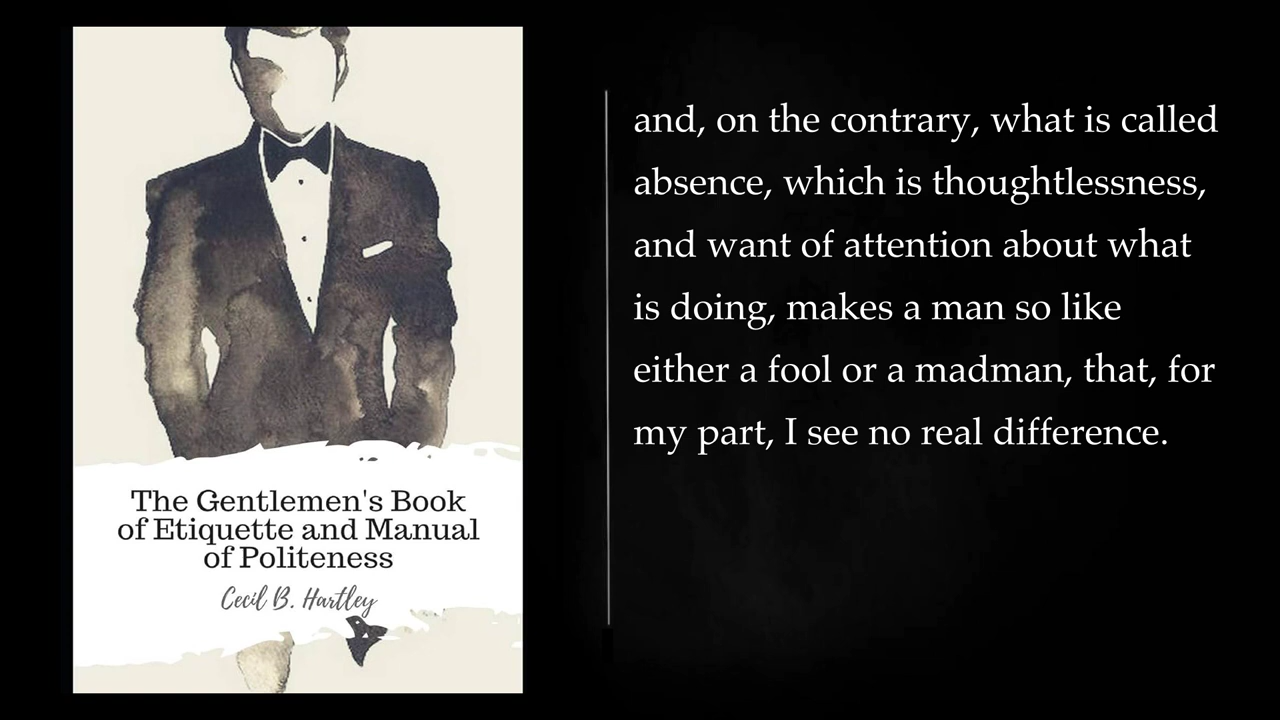 The Gentlemen's Book
of Etiquette and Manual
of Politeness
Cecil B. Hartley
and, on the contrary, what is called
absence, which is thoughtlessness,
and want of attention about what
is doing, makes a man so like
either a fool or a madman, that, for
my part, I see no real difference.